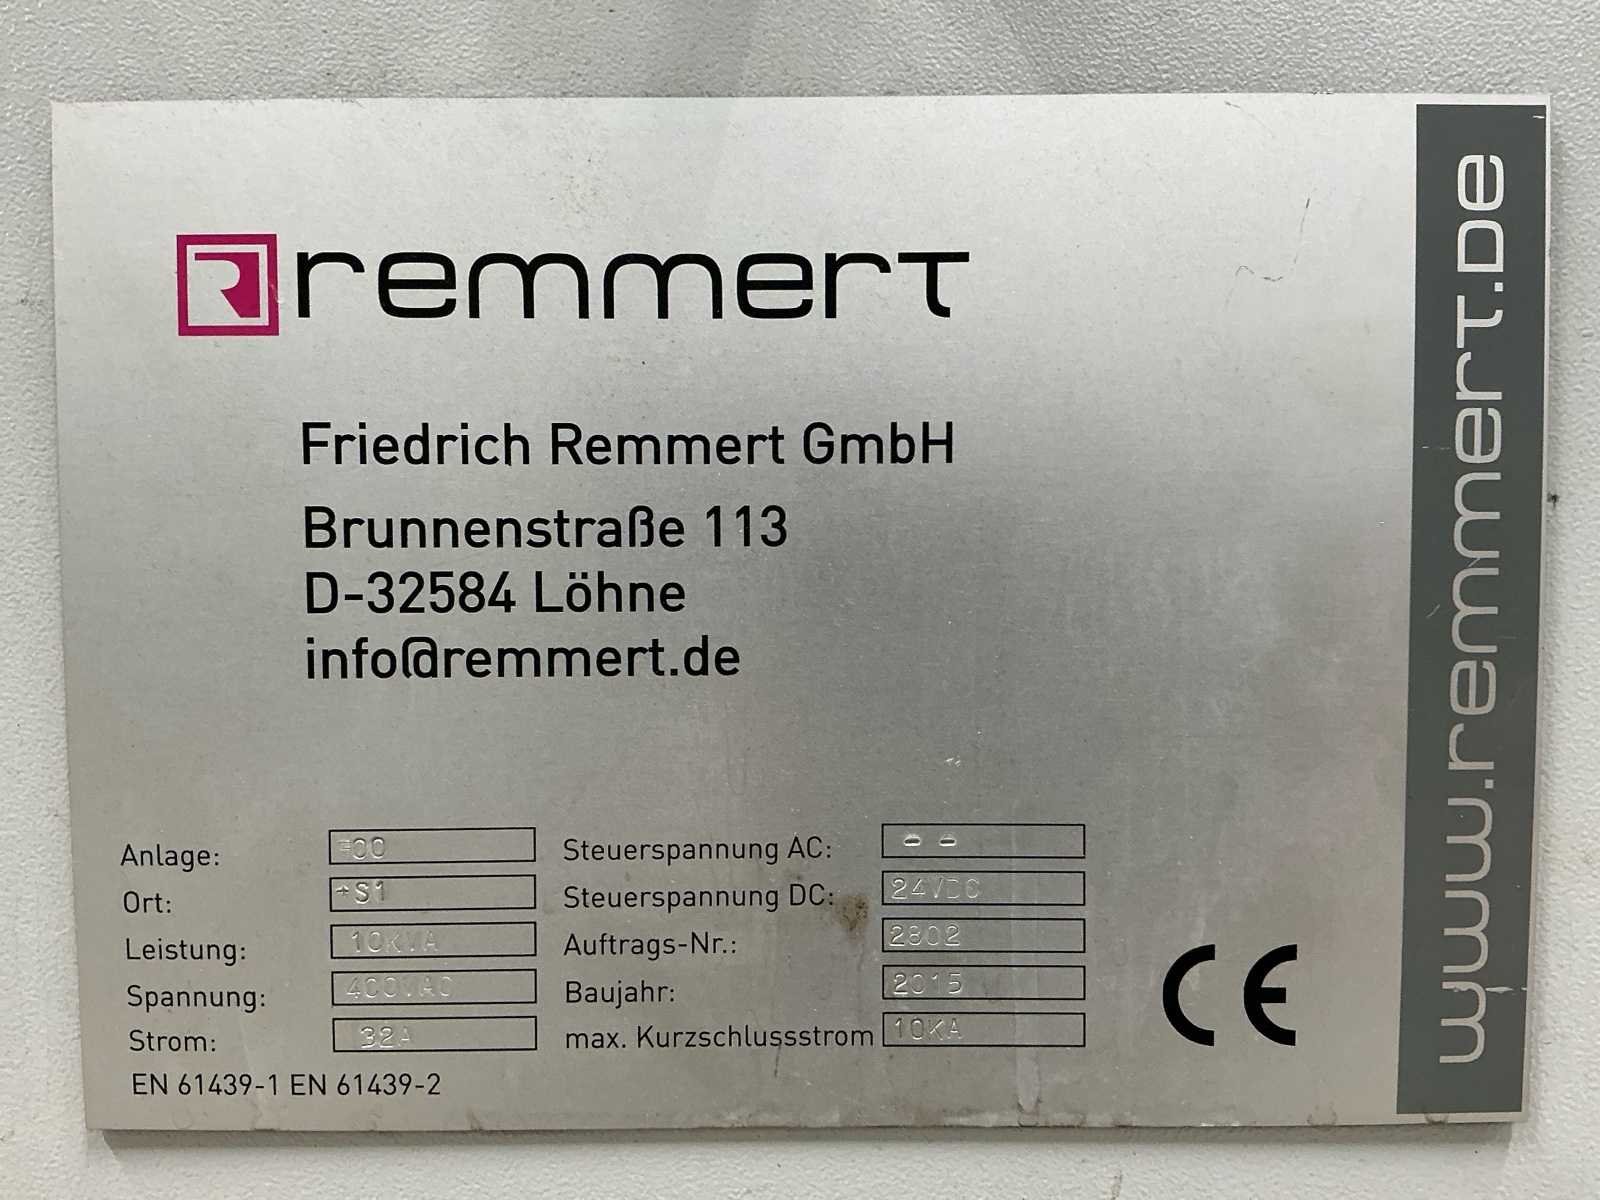 remmert
Friedrich Remmert GmbH
Brunnenstraße 113
D-32584 Löhne
info@remmert.de
Anlage: =00
Ort: +S1
Leistung: 10KVA
Spannung: 400VAC
Strom: 32A
EN 61439-1 EN 61439-2
Steuerspannung AC: - -
Steuerspannung DC: 24VDC
Auftrags-Nr.: 2802
Baujahr: 2015
max. Kurzschlussstrom 10KA
CE
www.remmert.de